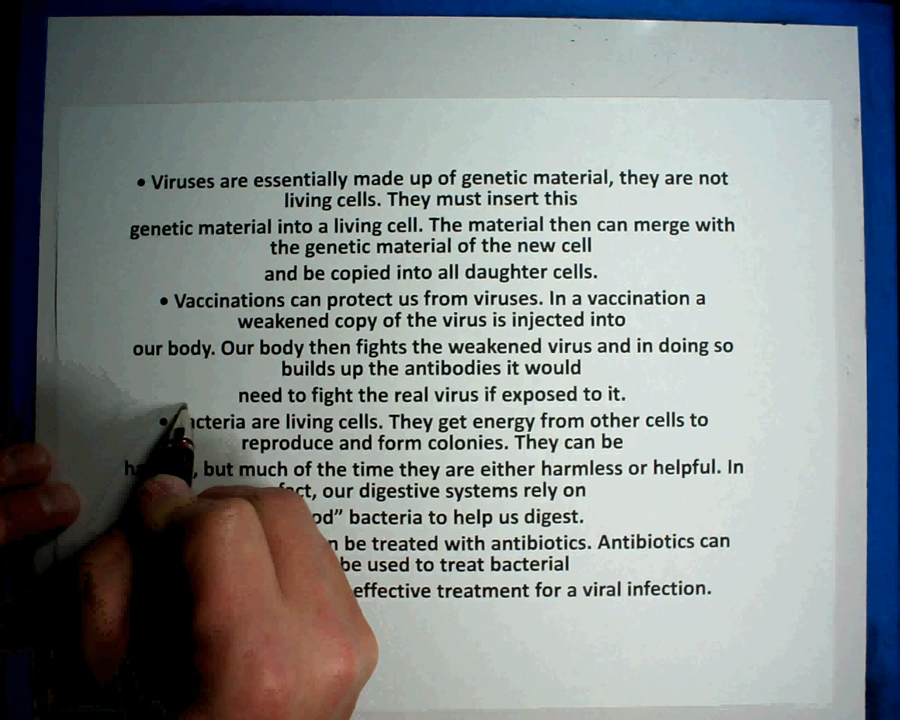 • Viruses are essentially made up of genetic material, they are not
living cells. They must insert this
genetic material into a living cell. The material then can merge with
the genetic material of the new cell
and be copied into all daughter cells.
• Vaccinations can protect us from viruses. In a vaccination a
weakened copy of the virus is injected into
our body. Our body then fights the weakened virus and in doing so
builds up the antibodies it would
need to fight the real virus if exposed to it.
• are living cells. They get energy from other cells to
reproduce and form colonies. They can be
, but much of the time they are either harmless or helpful. In
our digestive systems rely on
bacteria to help us digest.
be treated with antibiotics. Antibiotics can
be used to treat bacterial
effective treatment for a viral infection.